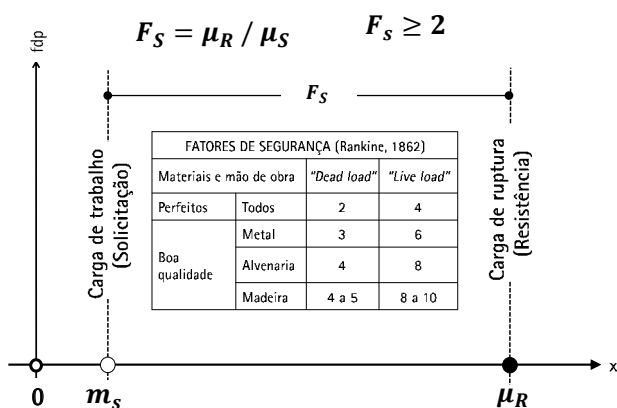 F_S = μ_R / μ_S
F_s ≥ 2
fdp
F_S
Carga de trabalho
(Solicitação)
FATORES DE SEGURANÇA (Rankine, 1862)
Materiais e mão de obra "Dead load" "Live load"
Perfeitos Todos 2 4
Boa qualidade Metal 3 6
Alvenaria 4 8
Madeira 4 a 5 8 a 10
Carga de ruptura
(Resistência)
x
0 m_s μ_R